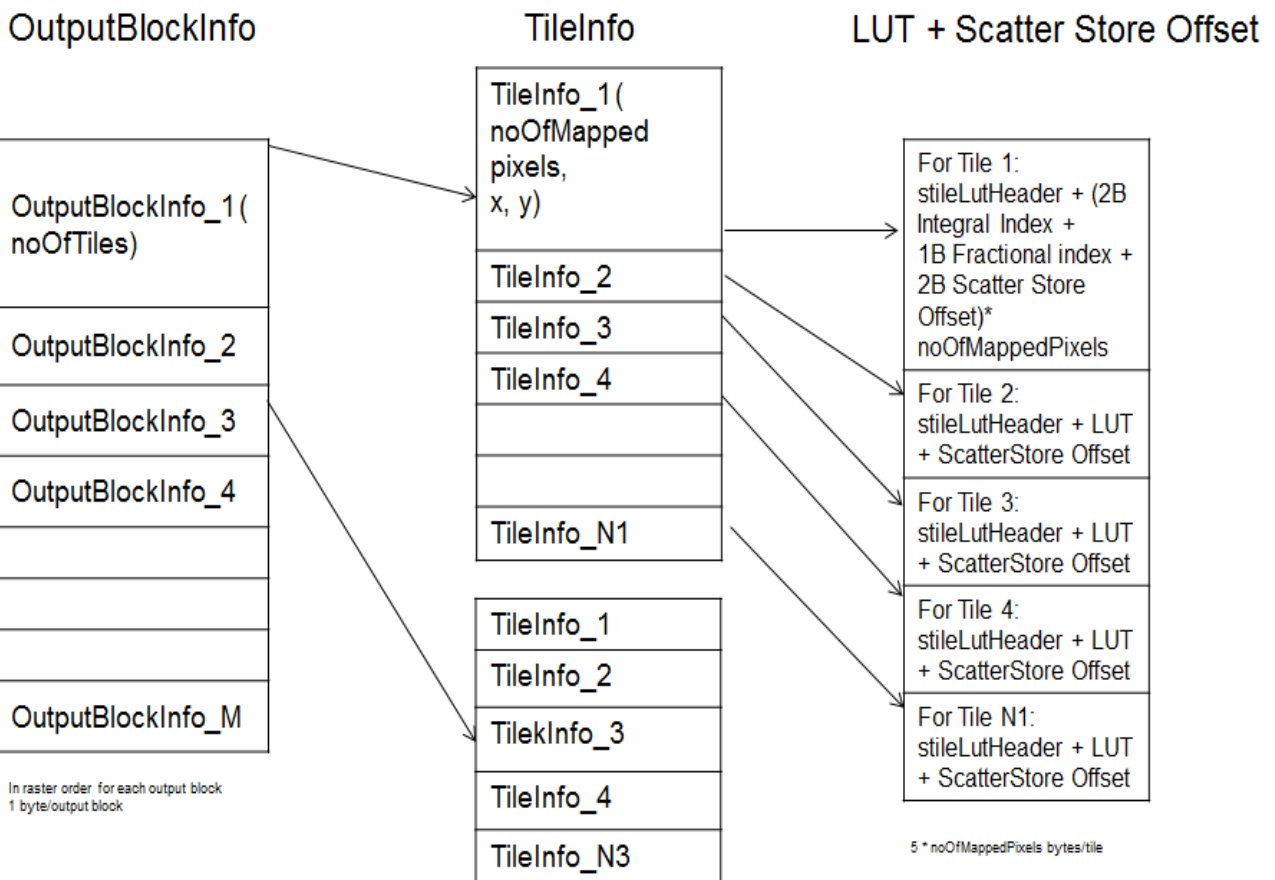 OutputBlockInfo
TileInfo
LUT + Scatter Store Offset
OutputBlockInfo_1(
noOfTiles)
OutputBlockInfo_2
OutputBlockInfo_3
OutputBlockInfo_4
OutputBlockInfo_M
In raster order for each output block
1 byte/output block
TileInfo_1(
noOfMapped
pixels,
x, y)
TileInfo_2
TileInfo_3
TileInfo_4
TileInfo_N1
TileInfo_1
TileInfo_2
TilekInfo_3
TileInfo_4
TileInfo_N3
For Tile 1:
stileLutHeader + (2B
Integral Index +
1B Fractional index +
2B Scatter Store
Offset)*
noOfMappedPixels
For Tile 2:
stileLutHeader + LUT
+ ScatterStore Offset
For Tile 3:
stileLutHeader + LUT
+ ScatterStore Offset
For Tile 4:
stileLutHeader + LUT
+ ScatterStore Offset
For Tile N1:
stileLutHeader + LUT
+ ScatterStore Offset
5 * noOfMappedPixels bytes/tile